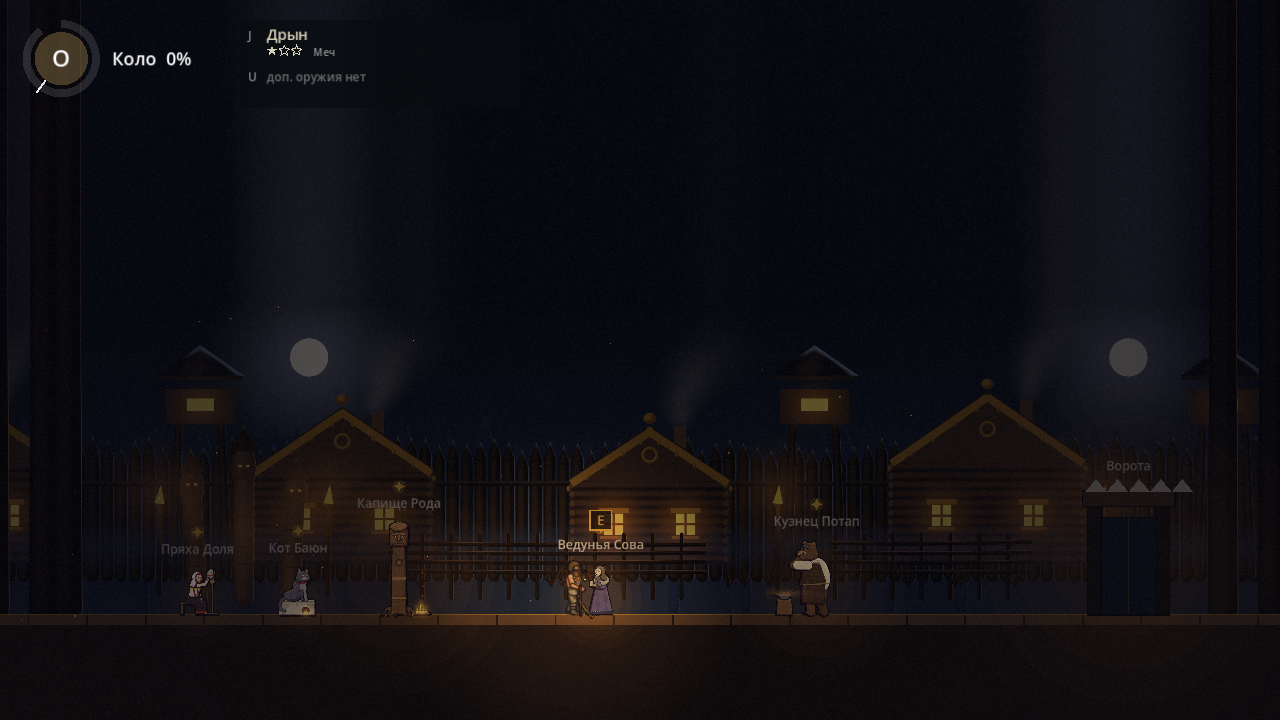 О
Коло 0%
J Дрын
Меч
U доп. оружия нет
Ворота
Капище Рода
E
Кузнец Потап
Ведунья Сова
Пряха Доля
Кот Баюн